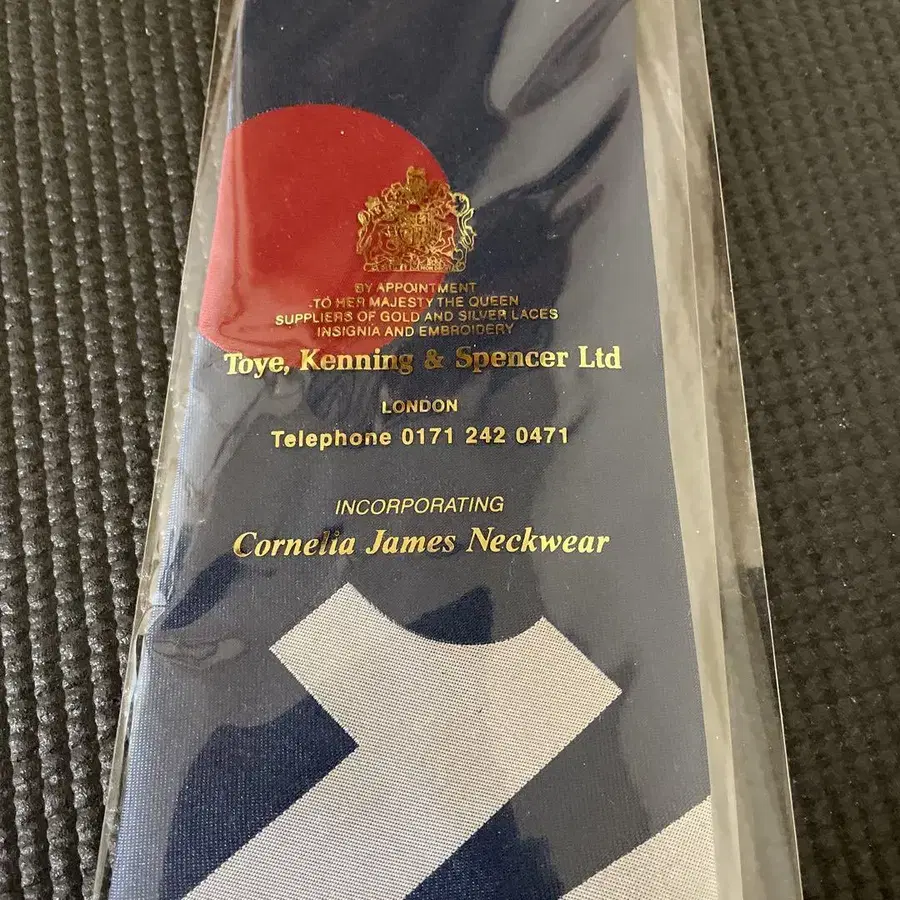 BY APPOINTMENT
TO HER MAJESTY THE QUEEN
SUPPLIERS OF GOLD AND SILVER LACES
INSIGNIA AND EMBROIDERY
Toye, Kenning & Spencer Ltd
LONDON
Telephone 0171 242 0471
INCORPORATING
Cornelia James Neckwear